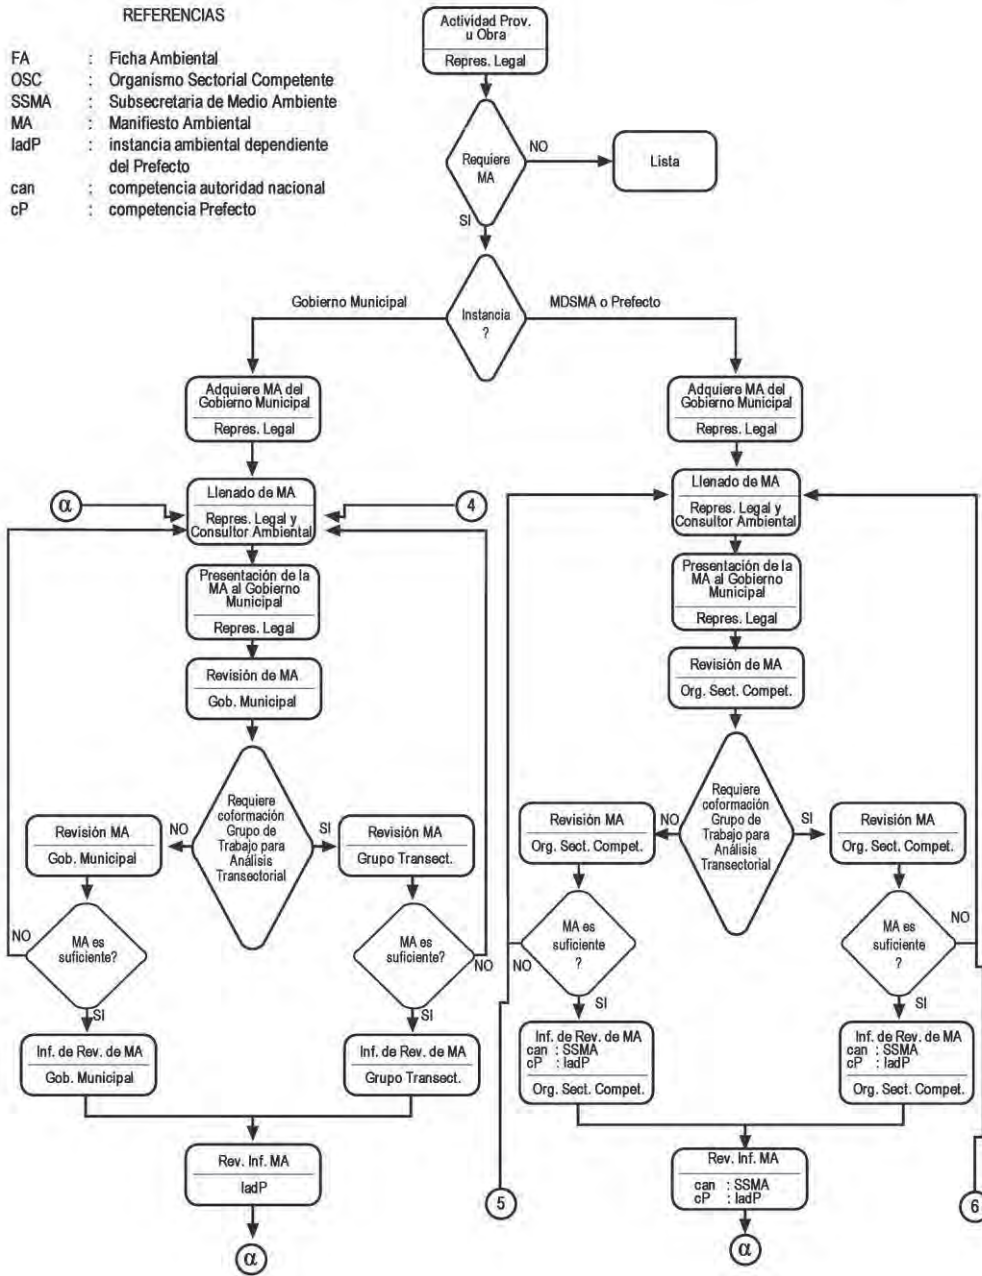 REFERENCIAS
FA : Ficha Ambiental
OSC : Organismo Sectorial Competente
SSMA : Subsecretaria de Medio Ambiente
MA : Manifiesto Ambiental
IadP : instancia ambiental dependiente
del Prefecto
can : competencia autoridad nacional
cP : competencia Prefecto
Actividad Prov.
u Obra
Repres. Legal
Requiere
MA
NO
Lista
SI
Instancia
?
Gobierno Municipal
MDSMA o Prefecto
Adquiere MA del
Gobierno Municipal
Repres. Legal
Llenado de MA
Repres. Legal y
Consultor Ambiental
α
4
Presentación de la
MA al Gobierno
Municipal
Repres. Legal
Revisión de MA
Gob. Municipal
Requiere
coformación
Grupo de
Trabajo para
Análisis
Transectorial
NO
SI
Revisión MA
Gob. Municipal
Revisión MA
Grupo Transect.
MA es
suficiente?
NO
SI
MA es
suficiente?
NO
SI
Inf. de Rev. de MA
Gob. Municipal
Inf. de Rev. de MA
Grupo Transect.
Rev. Inf. MA
IadP
α
Adquiere MA del
Gobierno Municipal
Repres. Legal
Llenado de MA
Repres. Legal y
Consultor Ambiental
Presentación de la
MA al Gobierno
Municipal
Repres. Legal
Revisión de MA
Org. Sect. Compet.
Requiere
coformación
Grupo de
Trabajo para
Análisis
Transectorial
NO
SI
Revisión MA
Org. Sect. Compet.
Revisión MA
Org. Sect. Compet.
MA es
suficiente
?
NO
SI
MA es
suficiente
?
NO
SI
Inf. de Rev. de MA
can : SSMA
cP : IadP
Org. Sect. Compet.
Inf. de Rev. de MA
can : SSMA
cP : IadP
Org. Sect. Compet.
Rev. Inf. MA
can : SSMA
cP : IadP
5
6
α